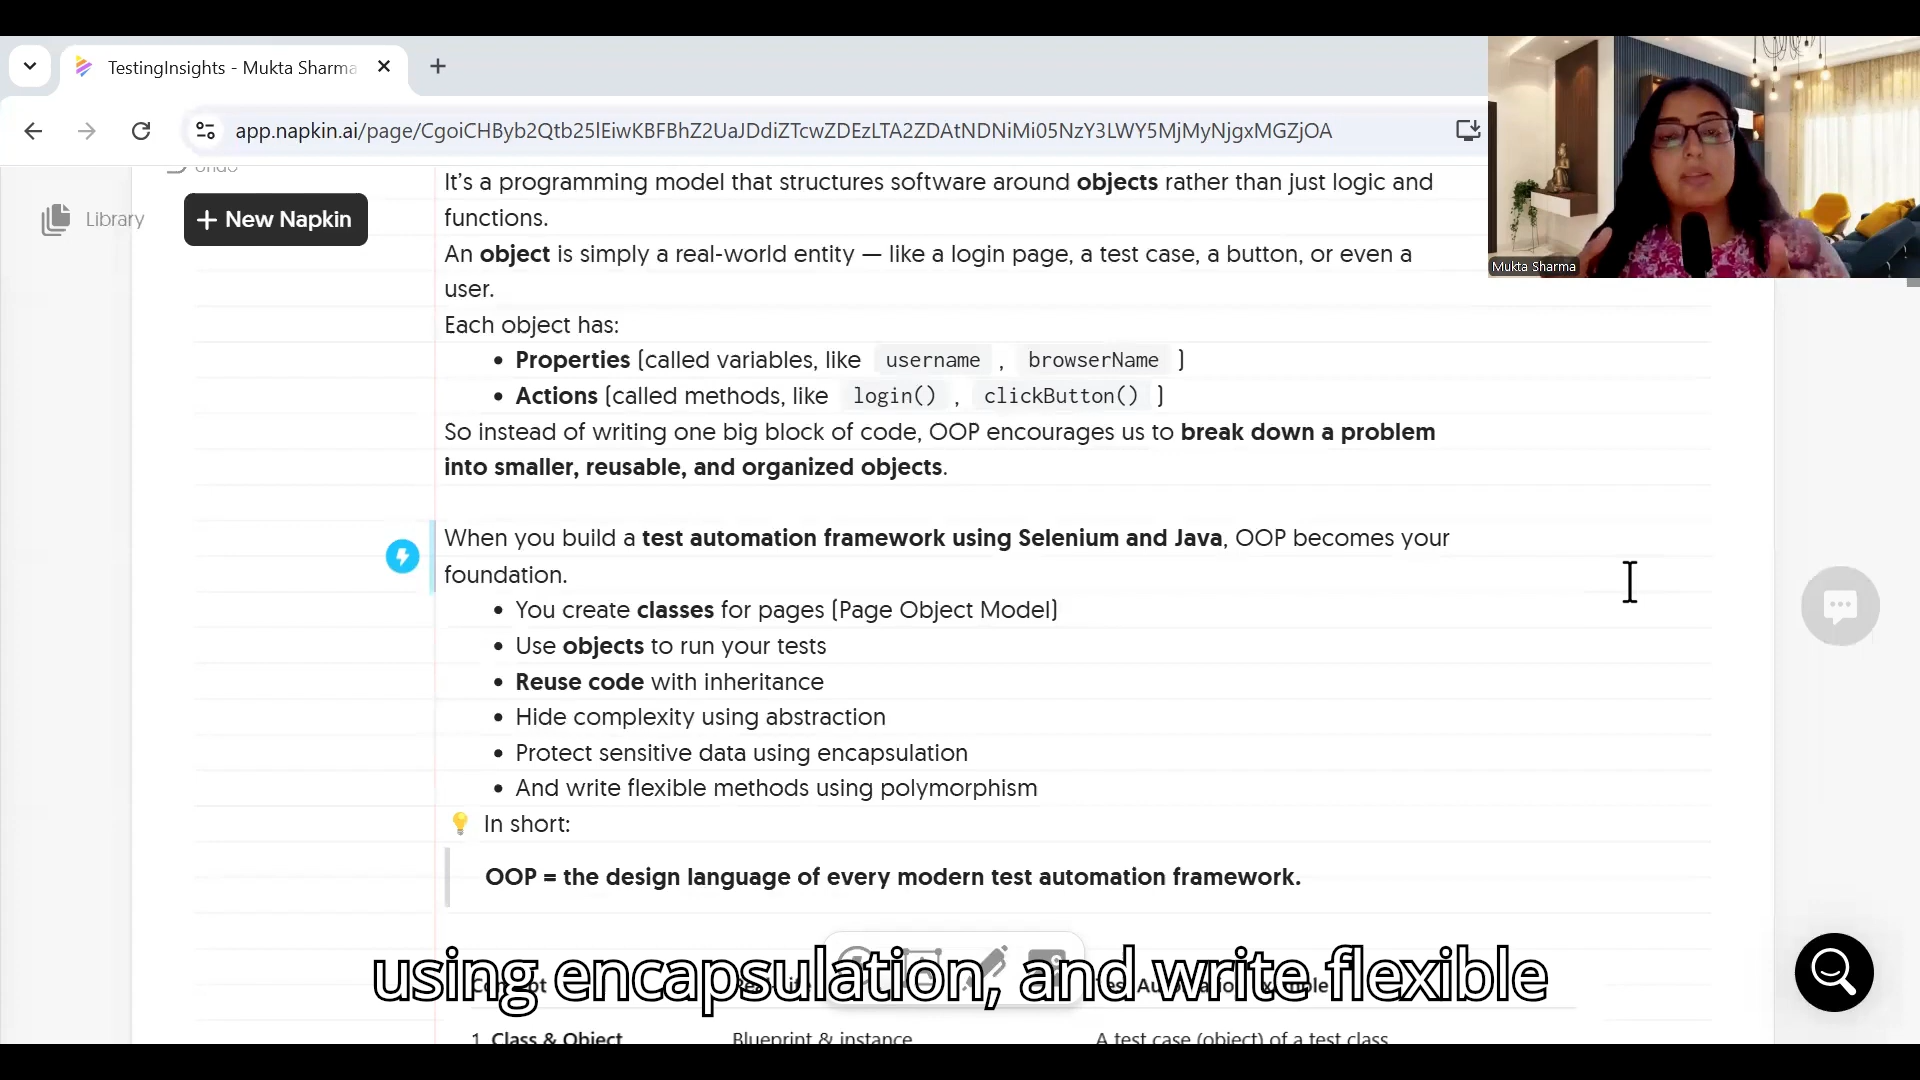 TestingInsights - Mukta Sharma
app.napkin.ai/page/CgoiCHByb2Qtb25lEiwKBFBhZ2UaJDdiZTcwZDEzLTA2ZDAtNDNiMi05NzY3LWY5MjMyNjgxMGZjOA
Undo
Library
New Napkin
Mukta Sharma
It's a programming model that structures software around objects rather than just logic and
functions.
An object is simply a real-world entity — like a login page, a test case, a button, or even a
user.
Each object has:
• Properties (called variables, like username , browserName )
• Actions (called methods, like login() , clickButton() )
So instead of writing one big block of code, OOP encourages us to break down a problem
into smaller, reusable, and organized objects.
When you build a test automation framework using Selenium and Java, OOP becomes your
foundation.
• You create classes for pages (Page Object Model)
• Use objects to run your tests
• Reuse code with inheritance
• Hide complexity using abstraction
• Protect sensitive data using encapsulation
• And write flexible methods using polymorphism
💡 In short:
OOP = the design language of every modern test automation framework.
using encapsulation, and write flexible
1. Class & Object Blueprint & instance A test case (object) of a test class